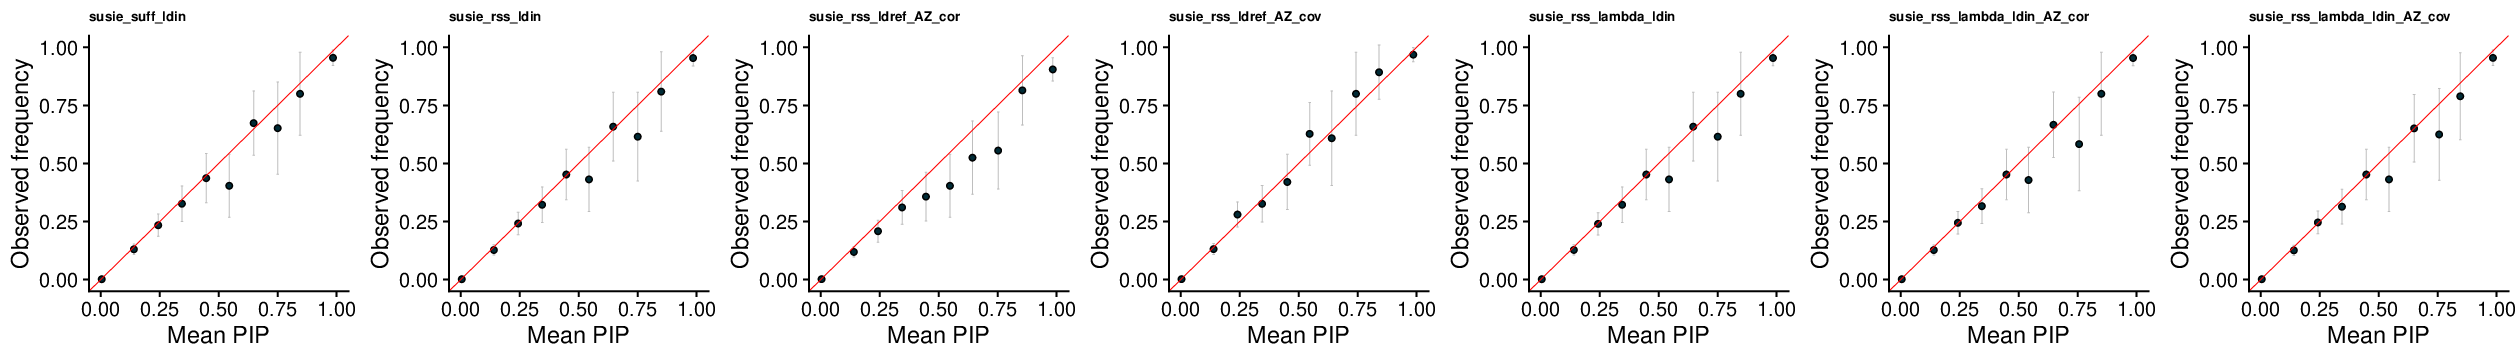 susie_suff_ldin
Observed frequency
1.00
0.75
0.50
0.25
0.00
0.00 0.25 0.50 0.75 1.00
Mean PIP
susie_rss_ldin
Observed frequency
1.00
0.75
0.50
0.25
0.00
0.00 0.25 0.50 0.75 1.00
Mean PIP
susie_rss_ldref_AZ_cor
Observed frequency
1.00
0.75
0.50
0.25
0.00
0.00 0.25 0.50 0.75 1.00
Mean PIP
susie_rss_ldref_AZ_cov
Observed frequency
1.00
0.75
0.50
0.25
0.00
0.00 0.25 0.50 0.75 1.00
Mean PIP
susie_rss_lambda_ldin
Observed frequency
1.00
0.75
0.50
0.25
0.00
0.00 0.25 0.50 0.75 1.00
Mean PIP
susie_rss_lambda_ldin_AZ_cor
Observed frequency
1.00
0.75
0.50
0.25
0.00
0.00 0.25 0.50 0.75 1.00
Mean PIP
susie_rss_lambda_ldin_AZ_cov
Observed frequency
1.00
0.75
0.50
0.25
0.00
0.00 0.25 0.50 0.75 1.00
Mean PIP